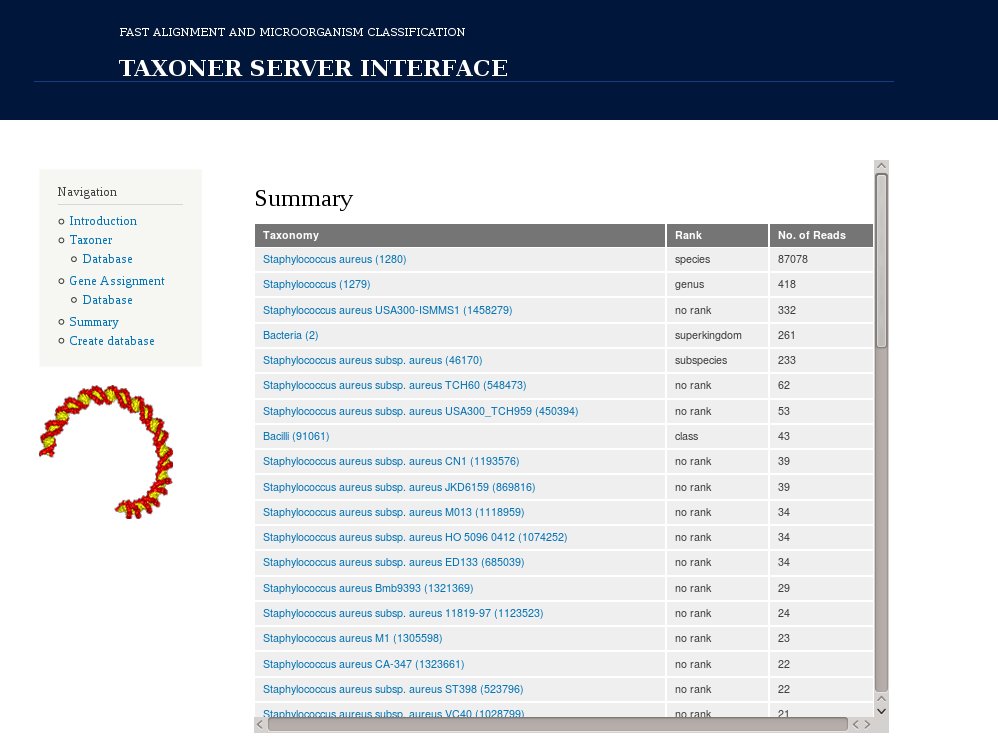 FAST ALIGNMENT AND MICROORGANISM CLASSIFICATION
TAXONER SERVER INTERFACE
Navigation
Introduction
Taxoner
Database
Gene Assignment
Database
Summary
Create database
Summary
Taxonomy Rank No. of Reads
Staphylococcus aureus (1280) species 87078
Staphylococcus (1279) genus 418
Staphylococcus aureus USA300-ISMMS1 (1458279) no rank 332
Bacteria (2) superkingdom 261
Staphylococcus aureus subsp. aureus (46170) subspecies 233
Staphylococcus aureus subsp. aureus TCH60 (548473) no rank 62
Staphylococcus aureus subsp. aureus USA300_TCH959 (450394) no rank 53
Bacilli (91061) class 43
Staphylococcus aureus subsp. aureus CN1 (1193576) no rank 39
Staphylococcus aureus subsp. aureus JKD6159 (869816) no rank 39
Staphylococcus aureus subsp. aureus M013 (1118959) no rank 34
Staphylococcus aureus subsp. aureus HO 5096 0412 (1074252) no rank 34
Staphylococcus aureus subsp. aureus ED133 (685039) no rank 34
Staphylococcus aureus Bmb9393 (1321369) no rank 29
Staphylococcus aureus subsp. aureus 11819-97 (1123523) no rank 24
Staphylococcus aureus M1 (1305598) no rank 23
Staphylococcus aureus CA-347 (1323661) no rank 22
Staphylococcus aureus subsp. aureus ST398 (523796) no rank 22
Staphylococcus aureus subsp. aureus VC40 (1028799) no rank 21